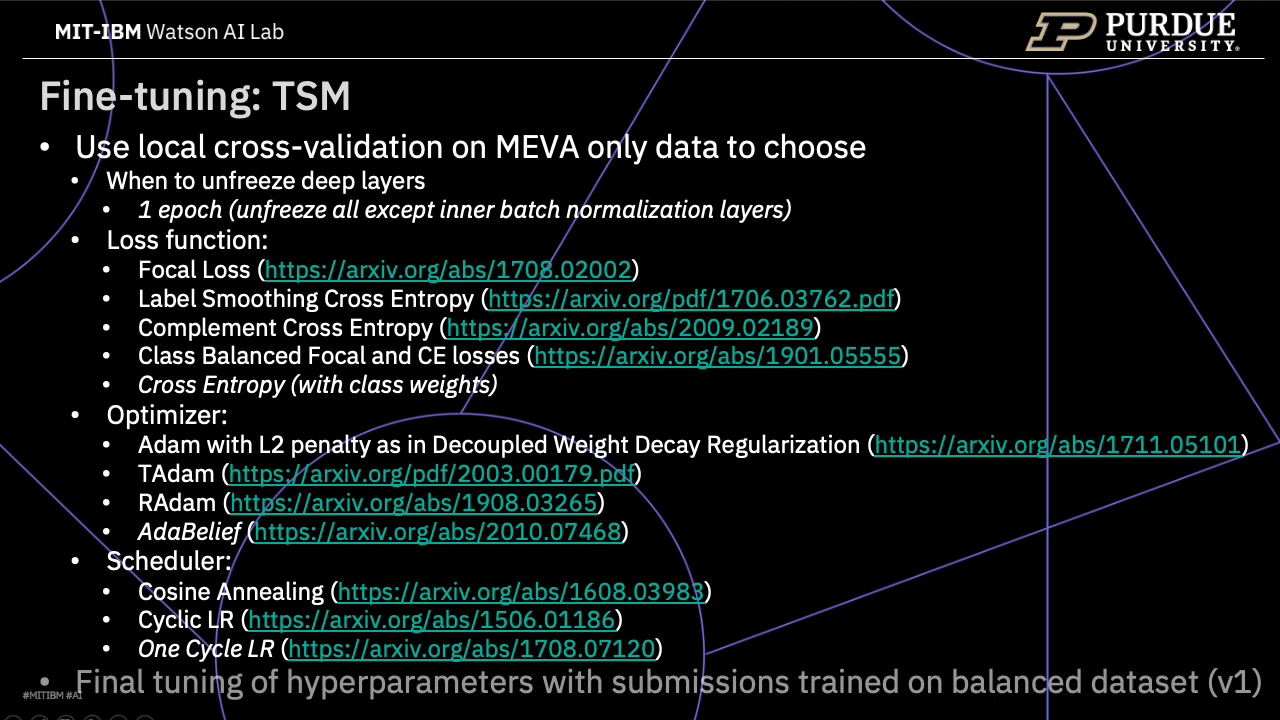 MIT-IBM Watson AI Lab
PURDUE
UNIVERSITY.
Fine-tuning: TSM
• Use local cross-validation on MEVA only data to choose
• When to unfreeze deep layers
• 1 epoch (unfreeze all except inner batch normalization layers)
• Loss function:
• Focal Loss (https://arxiv.org/abs/1708.02002)
• Label Smoothing Cross Entropy (https://arxiv.org/pdf/1706.03762.pdf)
• Complement Cross Entropy (https://arxiv.org/abs/2009.02189)
• Class Balanced Focal and CE losses (https://arxiv.org/abs/1901.05555)
• Cross Entropy (with class weights)
• Optimizer:
• Adam with L2 penalty as in Decoupled Weight Decay Regularization (https://arxiv.org/abs/1711.05101)
• TAdam (https://arxiv.org/pdf/2003.00179.pdf)
• RAdam (https://arxiv.org/abs/1908.03265)
• AdaBelief (https://arxiv.org/abs/2010.07468)
• Scheduler:
• Cosine Annealing (https://arxiv.org/abs/1608.03983)
• Cyclic LR (https://arxiv.org/abs/1506.01186)
• One Cycle LR (https://arxiv.org/abs/1708.07120)
• Final tuning of hyperparameters with submissions trained on balanced dataset (v1)
#MITIBM #AI